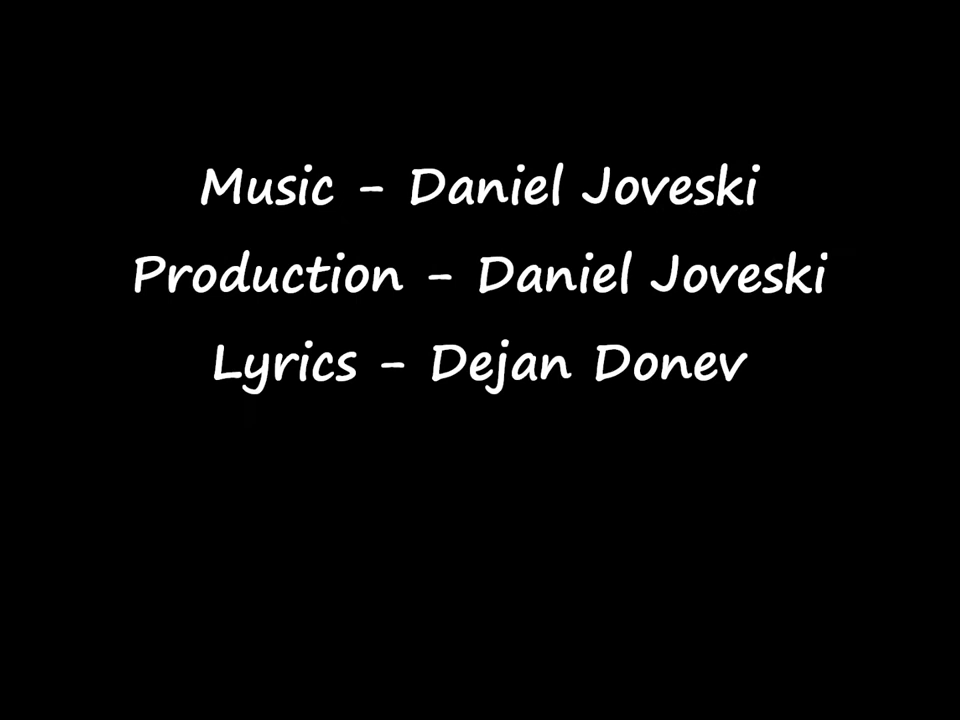 Music - Daniel Joveski
Production - Daniel Joveski
Lyrics - Dejan Donev